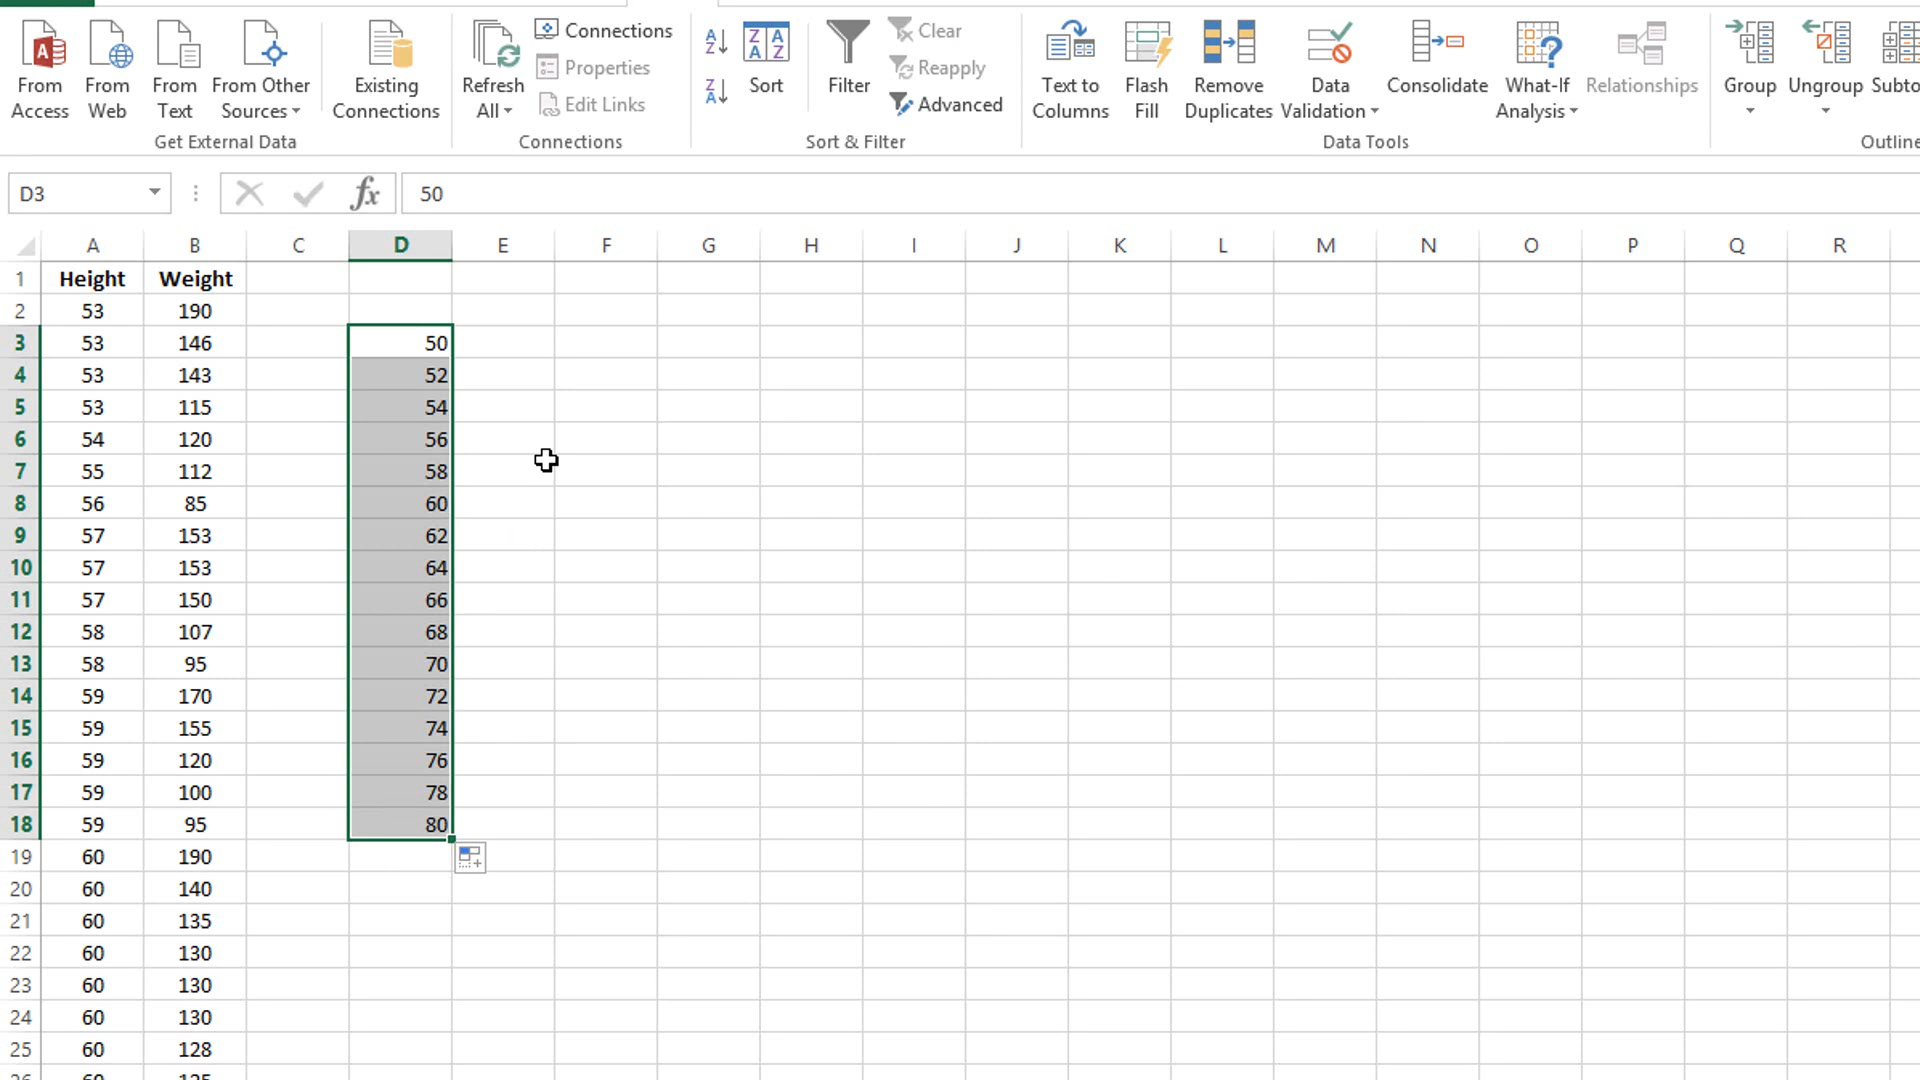 From Access
From Web
From Text
From Other Sources
Existing Connections
Get External Data
Refresh All
Connections
Properties
Edit Links
Connections
Sort
Filter
Clear
Reapply
Advanced
Sort & Filter
Text to Columns
Flash Fill
Remove Duplicates
Data Validation
Consolidate
What-If Analysis
Relationships
Data Tools
Group
Ungroup
Subto
Outline
D3 fx 50
A B C D E F G H I J K L M N O P Q R
1 Height Weight
2 53 190
3 53 146 50
4 53 143 52
5 53 115 54
6 54 120 56
7 55 112 58
8 56 85 60
9 57 153 62
10 57 153 64
11 57 150 66
12 58 107 68
13 58 95 70
14 59 170 72
15 59 155 74
16 59 120 76
17 59 100 78
18 59 95 80
19 60 190
20 60 140
21 60 135
22 60 130
23 60 130
24 60 130
25 60 128